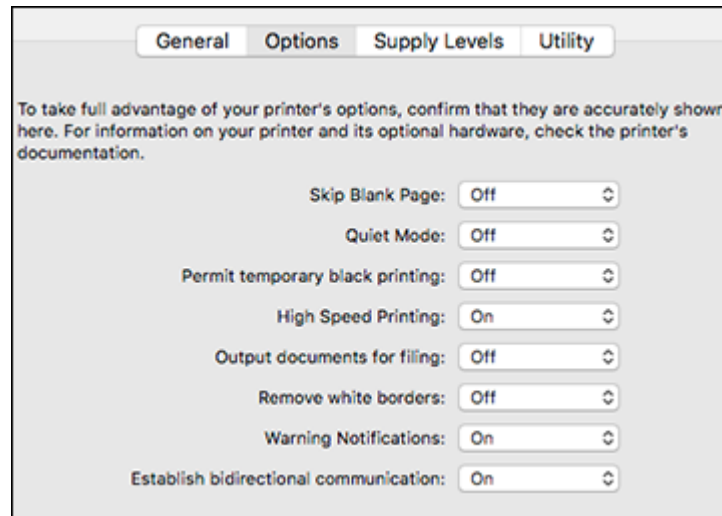 General Options Supply Levels Utility
To take full advantage of your printer's options, confirm that they are accurately shown
here. For information on your printer and its optional hardware, check the printer's
documentation.
Skip Blank Page: Off
Quiet Mode: Off
Permit temporary black printing: Off
High Speed Printing: On
Output documents for filing: Off
Remove white borders: Off
Warning Notifications: On
Establish bidirectional communication: On